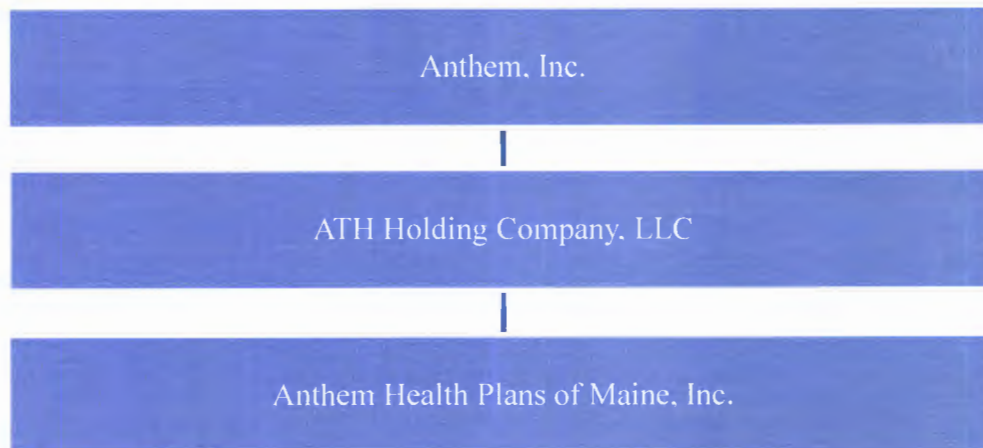 Anthem, Inc.
ATH Holding Company, LLC
Anthem Health Plans of Maine, Inc.